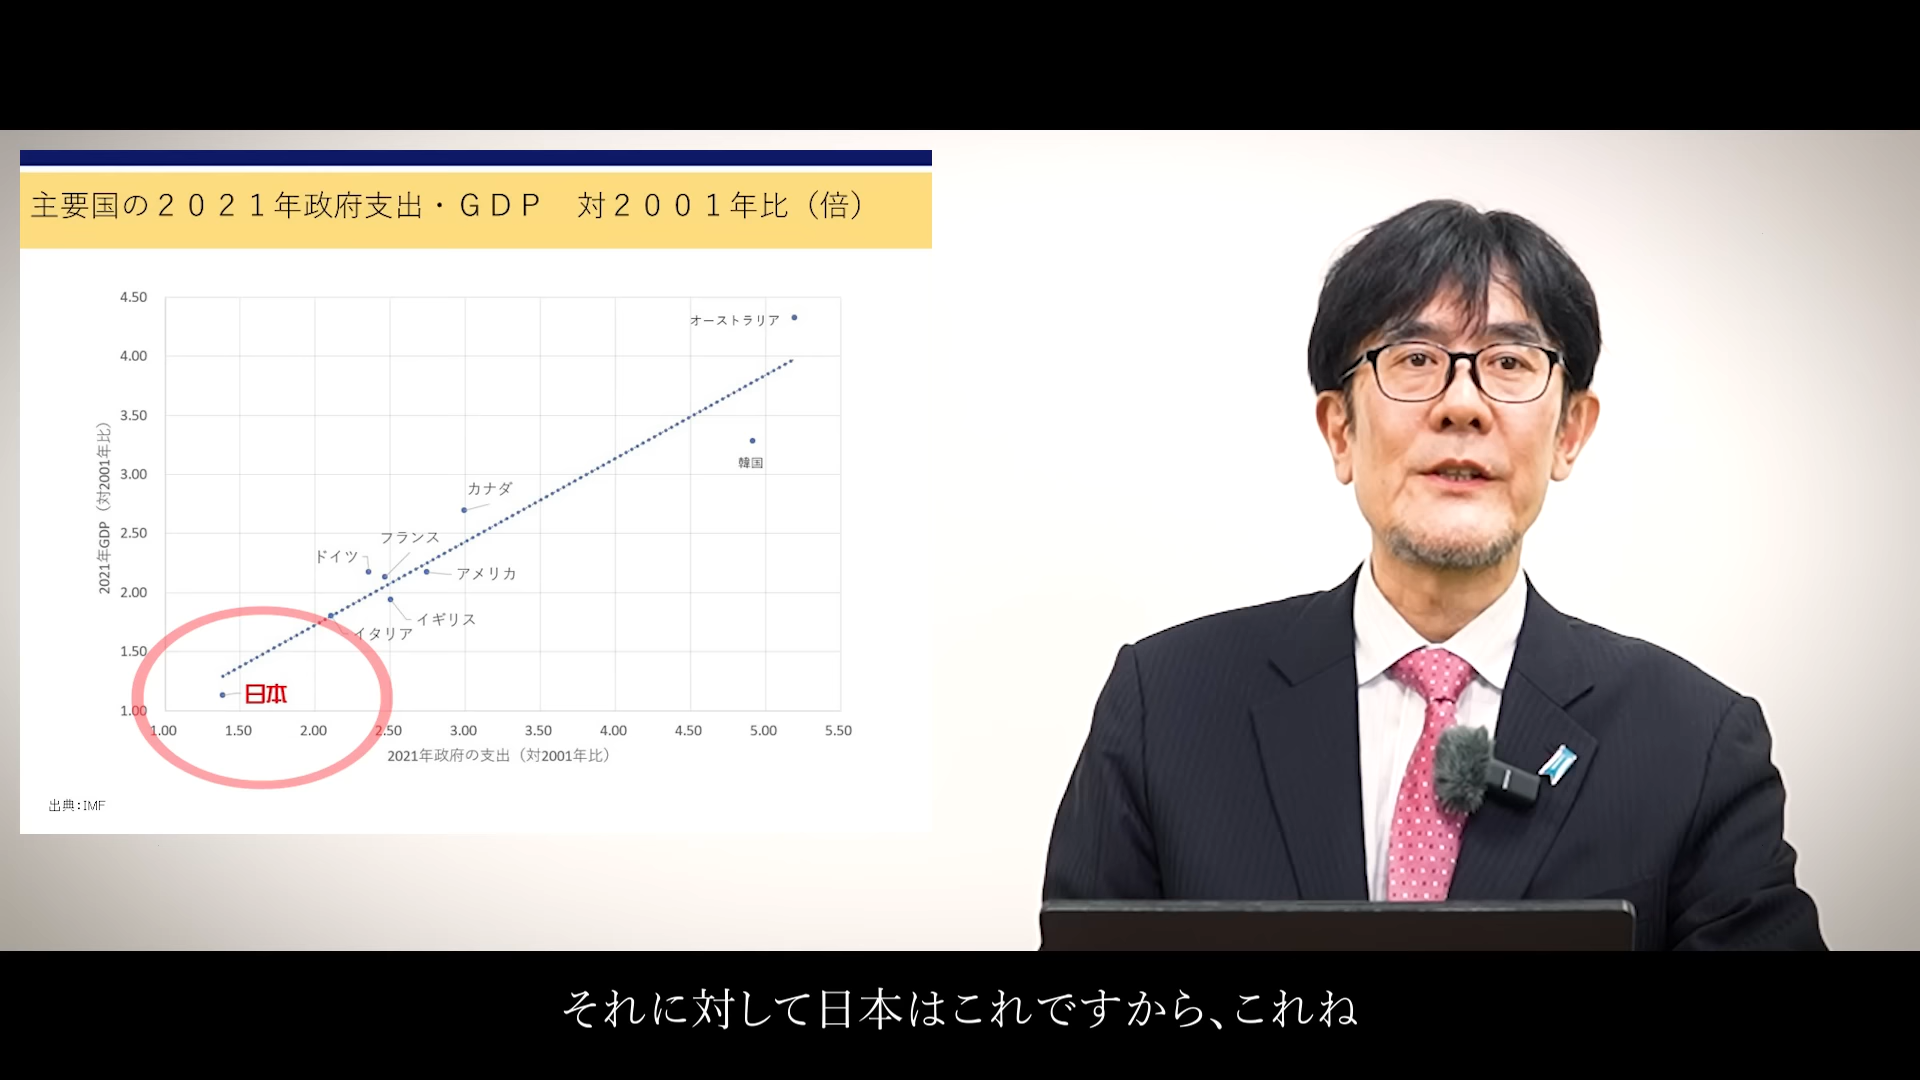 主要国の２０２１年政府支出・ＧＤＰ　対２００１年比（倍）
4.50
4.00
3.50
3.00
2.50
2.00
1.50
1.00
2021年GDP（対2001年比）
オーストラリア
韓国
カナダ
フランス
ドイツ
アメリカ
イギリス
イタリア
日本
1.00 1.50 2.00 2.50 3.00 3.50 4.00 4.50 5.00 5.50
2021年政府の支出（対2001年比）
出典：IMF
それに対して日本はこれですから、これね